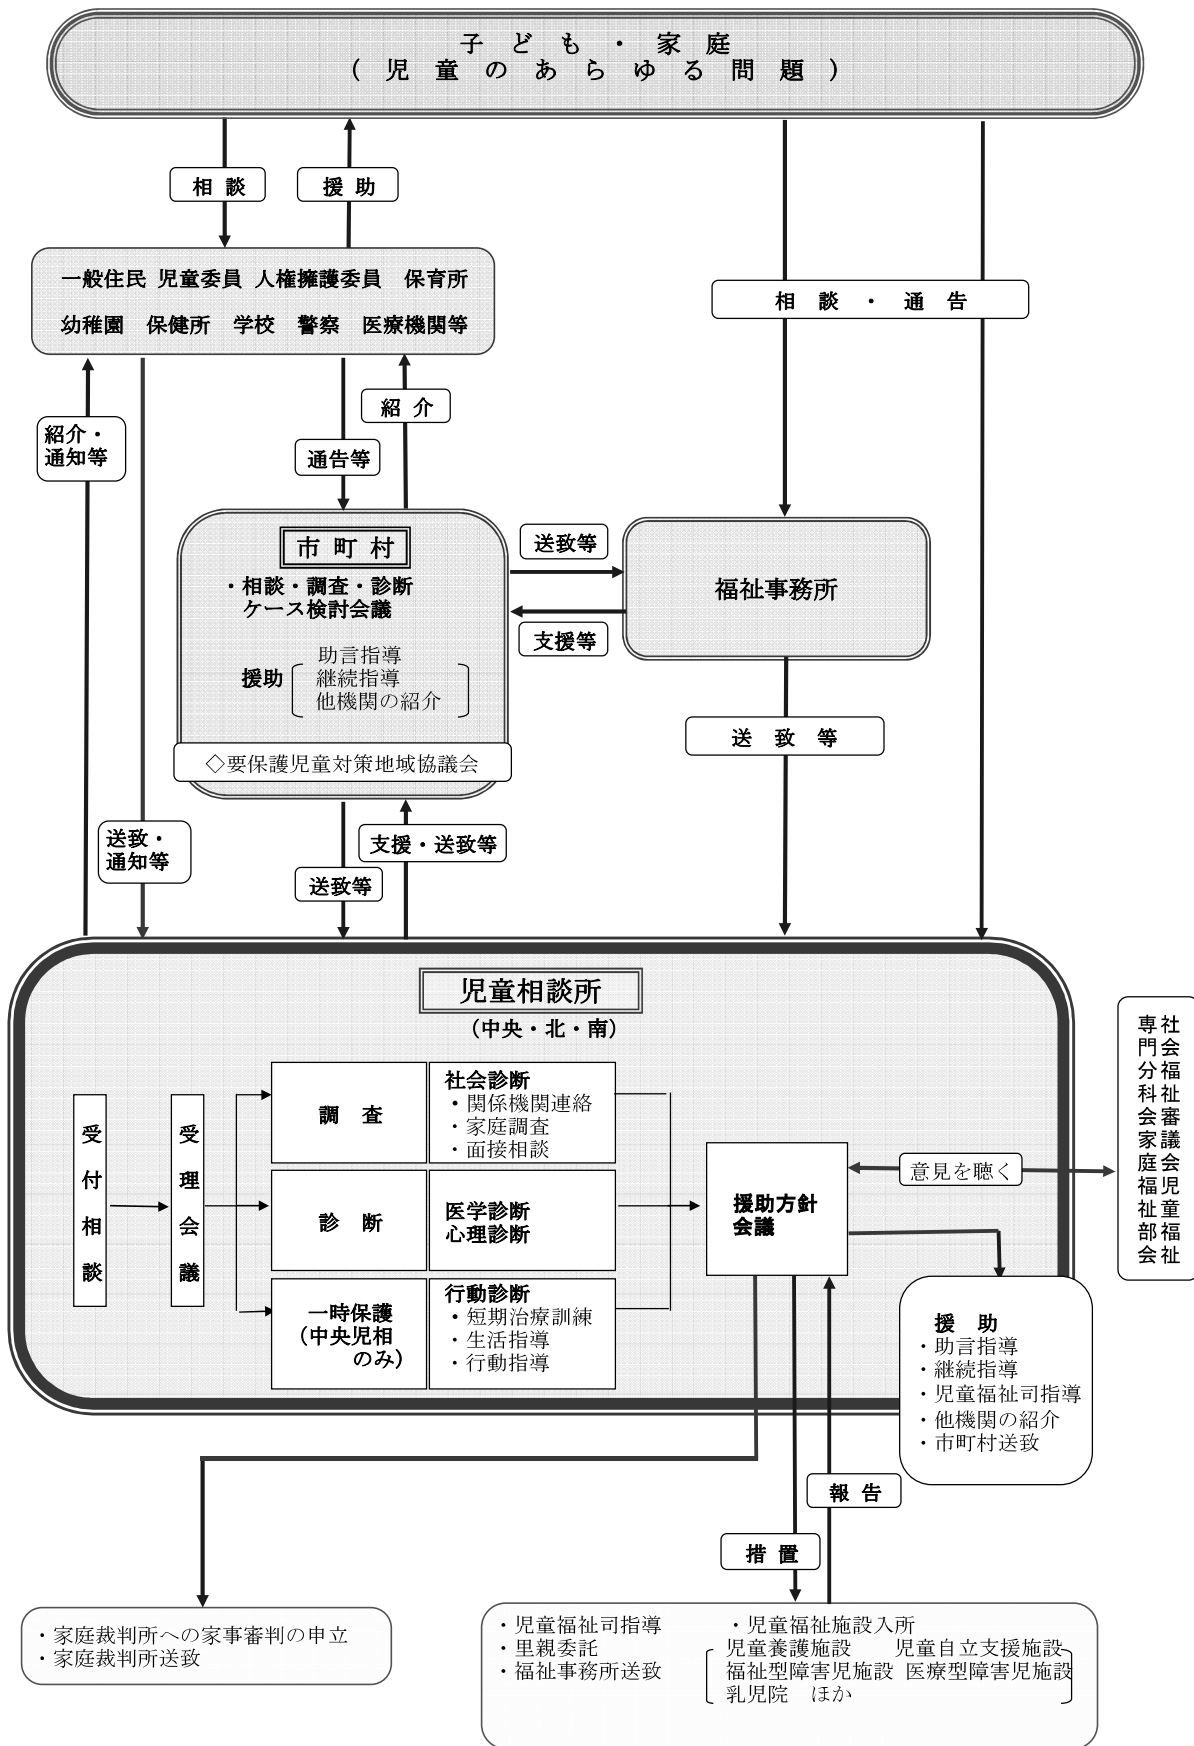 子ども・家庭
(児童のあらゆる問題)
相談
援助
一般住民 児童委員 人権擁護委員 保育所
幼稚園 保健所 学校 警察 医療機関等
相談・通告
紹介
紹介・
通知等
通告等
市町村
・相談・調査・診断
ケース検討会議
援助
助言指導
継続指導
他機関の紹介
◇要保護児童対策地域協議会
送致等
支援等
福祉事務所
送致等
送致・
通知等
支援・送致等
送致等
児童相談所
(中央・北・南)
受付相談
受理会議
調査
社会診断
・関係機関連絡
・家庭調査
・面接相談
診断
医学診断
心理診断
一時保護
(中央児相
のみ)
行動診断
・短期治療訓練
・生活指導
・行動指導
援助方針
会議
意見を聴く
社会福祉審議会児童福祉
専門分科会家庭福祉部会
援助
・助言指導
・継続指導
・児童福祉司指導
・他機関の紹介
・市町村送致
報告
措置
・家庭裁判所への家事審判の申立
・家庭裁判所送致
・児童福祉司指導
・里親委託
・福祉事務所送致
・児童福祉施設入所
児童養護施設 児童自立支援施設
福祉型障害児施設 医療型障害児施設
乳児院 ほか